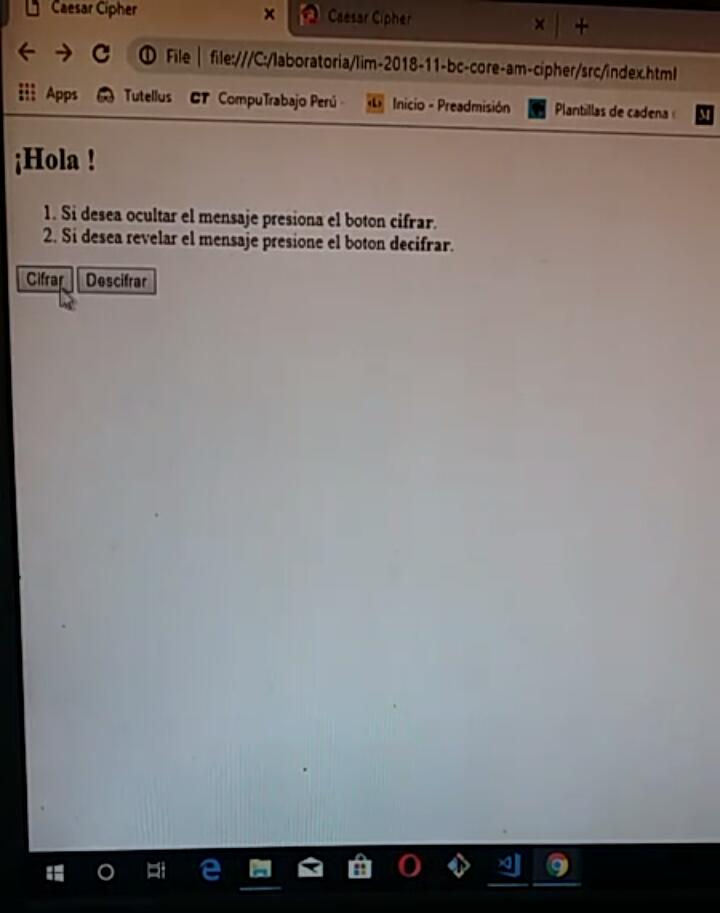 Caesar Cipher
Caesar Cipher
File | file:///C:/laboratoria/lim-2018-11-bc-core-am-cipher/src/index.html
Apps Tutellus CT CompuTrabajo Perú Inicio - Preadmisión Plantillas de cadena
¡Hola !
1. Si desea ocultar el mensaje presiona el boton cifrar.
2. Si desea revelar el mensaje presione el boton decifrar.
Cifrar Descifrar